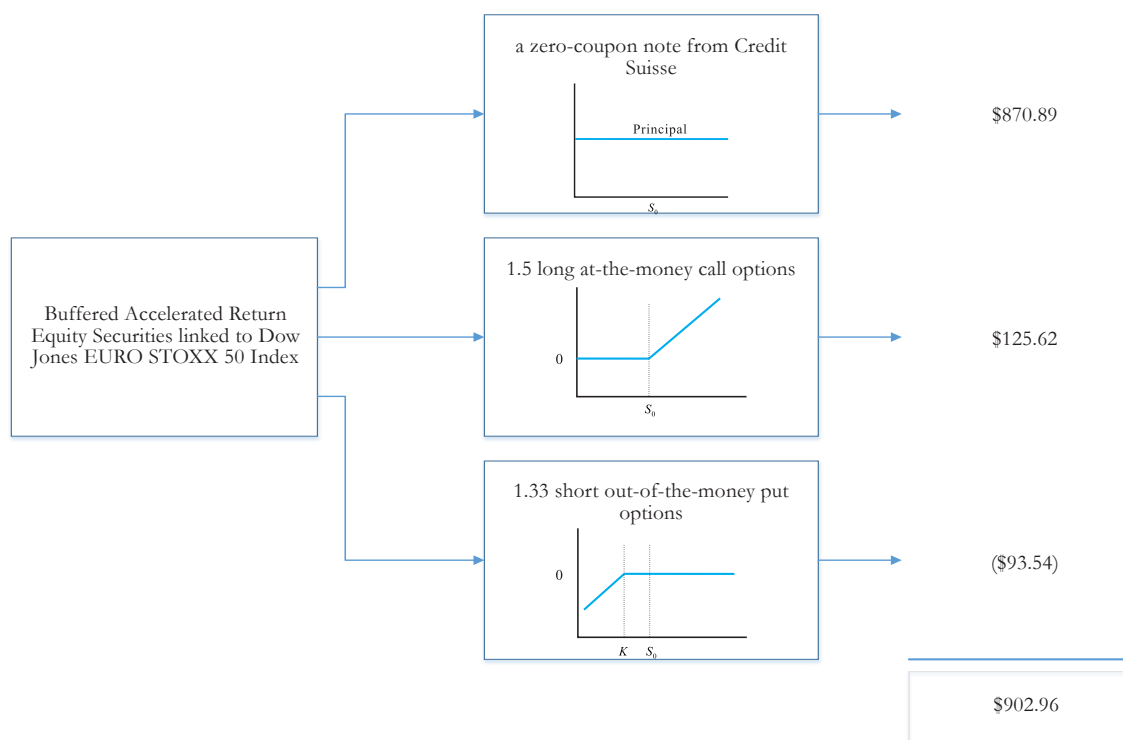 a zero-coupon note from Credit
Suisse
Principal
S₀
$870.89
Buffered Accelerated Return
Equity Securities linked to Dow
Jones EURO STOXX 50 Index
1.5 long at-the-money call options
0
S₀
$125.62
1.33 short out-of-the-money put
options
0
K S₀
($93.54)
$902.96